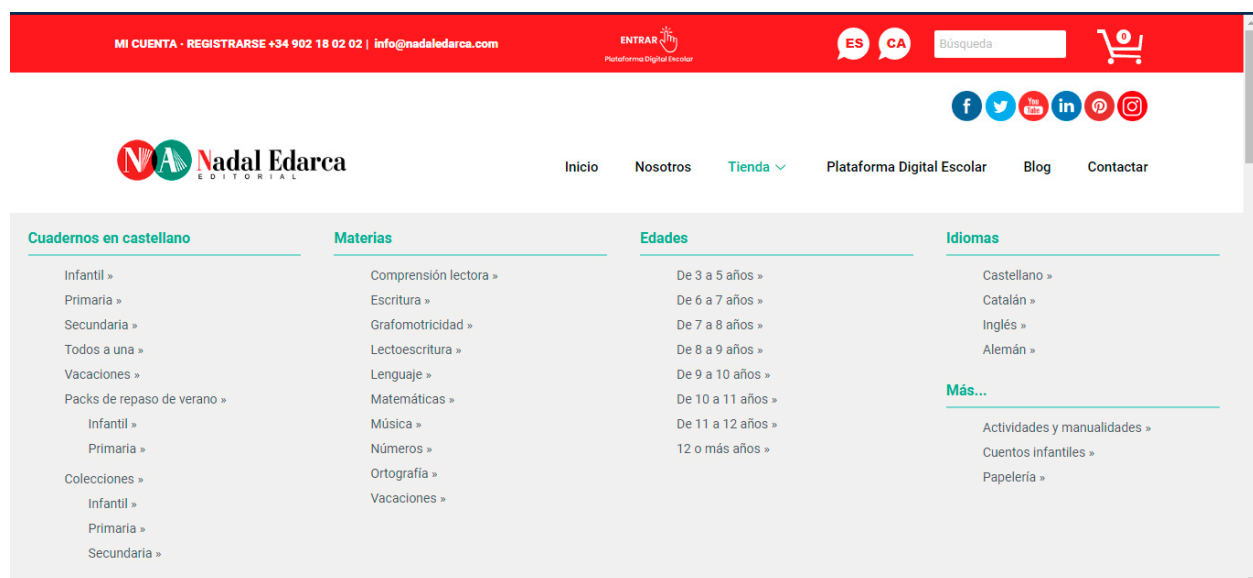 MI CUENTA · REGISTRARSE +34 902 18 02 02 | info@nadaledarca.com
ENTRAR
Plataforma Digital Escolar
ES
CA
Búsqueda
0
You
Tube
Nadal Edarca
EDITORIAL
Inicio
Nosotros
Tienda
Plataforma Digital Escolar
Blog
Contactar
Cuadernos en castellano
Infantil »
Primaria »
Secundaria »
Todos a una »
Vacaciones »
Packs de repaso de verano »
Infantil »
Primaria »
Colecciones »
Infantil »
Primaria »
Secundaria »
Materias
Comprensión lectora »
Escritura »
Grafomotricidad »
Lectoescritura »
Lenguaje »
Matemáticas »
Música »
Números »
Ortografía »
Vacaciones »
Edades
De 3 a 5 años »
De 6 a 7 años »
De 7 a 8 años »
De 8 a 9 años »
De 9 a 10 años »
De 10 a 11 años »
De 11 a 12 años »
12 o más años »
Idiomas
Castellano »
Catalán »
Inglés »
Alemán »
Más...
Actividades y manualidades »
Cuentos infantiles »
Papelería »